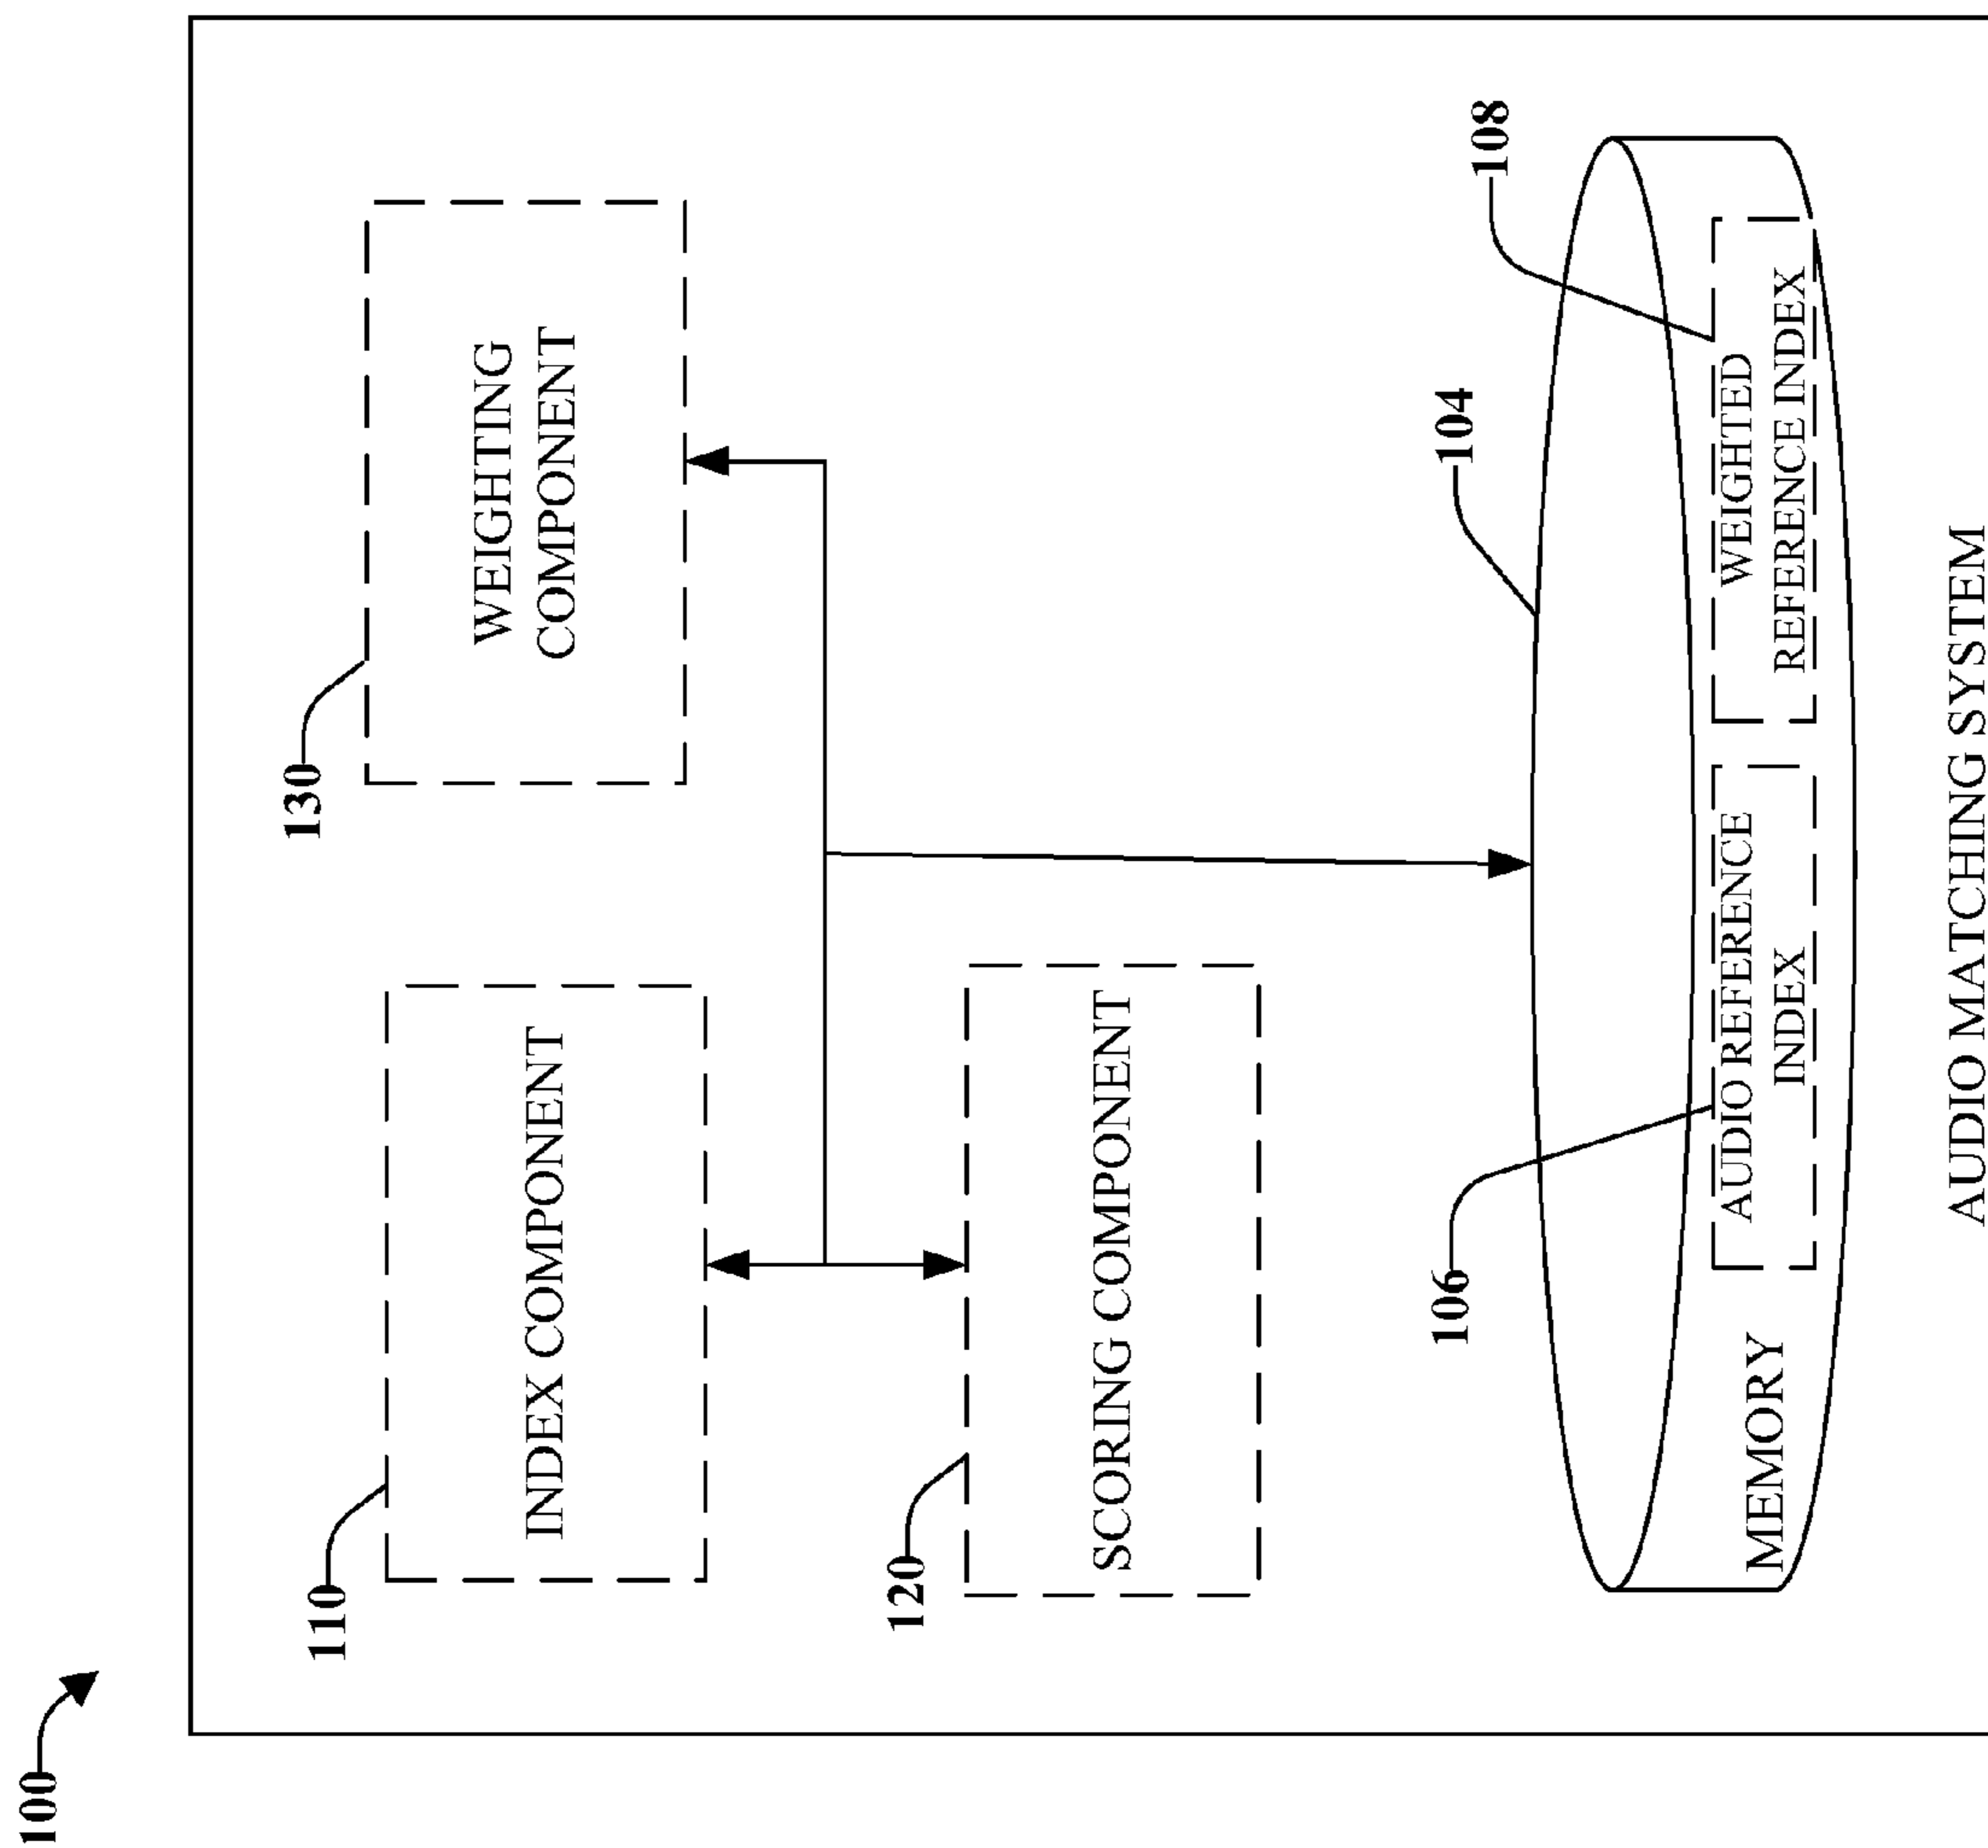 100
110
INDEX COMPONENT
130
WEIGHTING
COMPONENT
120
SCORING COMPONENT
106
104
108
MEMORY
AUDIO REFERENCE
INDEX
WEIGHTED
REFERENCE INDEX
AUDIO MATCHING SYSTEM